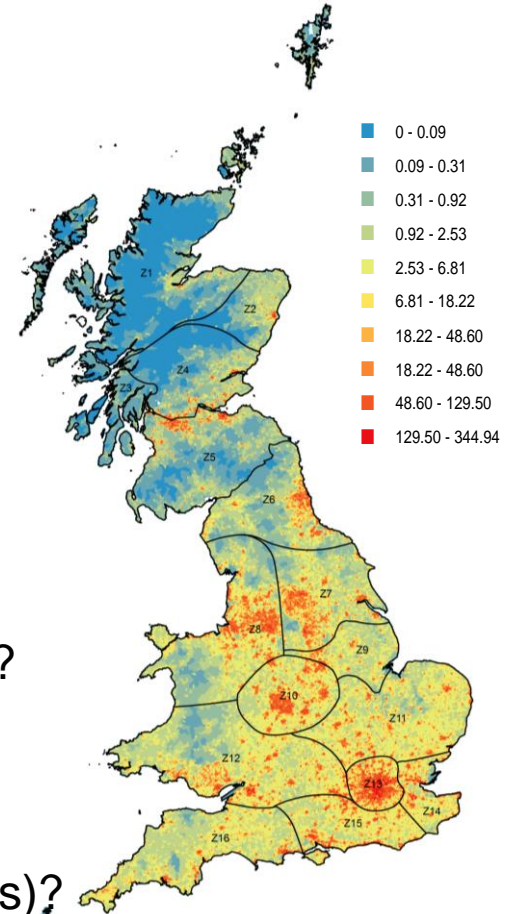 0 - 0.09
0.09 - 0.31
0.31 - 0.92
0.92 - 2.53
2.53 - 6.81
6.81 - 18.22
18.22 - 48.60
18.22 - 48.60
48.60 - 129.50
129.50 - 344.94
Z1
Z1
Z2
Z3
Z4
Z5
Z6
Z7
Z8
Z9
Z10
Z11
Z12
Z13
Z14
Z15
Z16
?
s)?